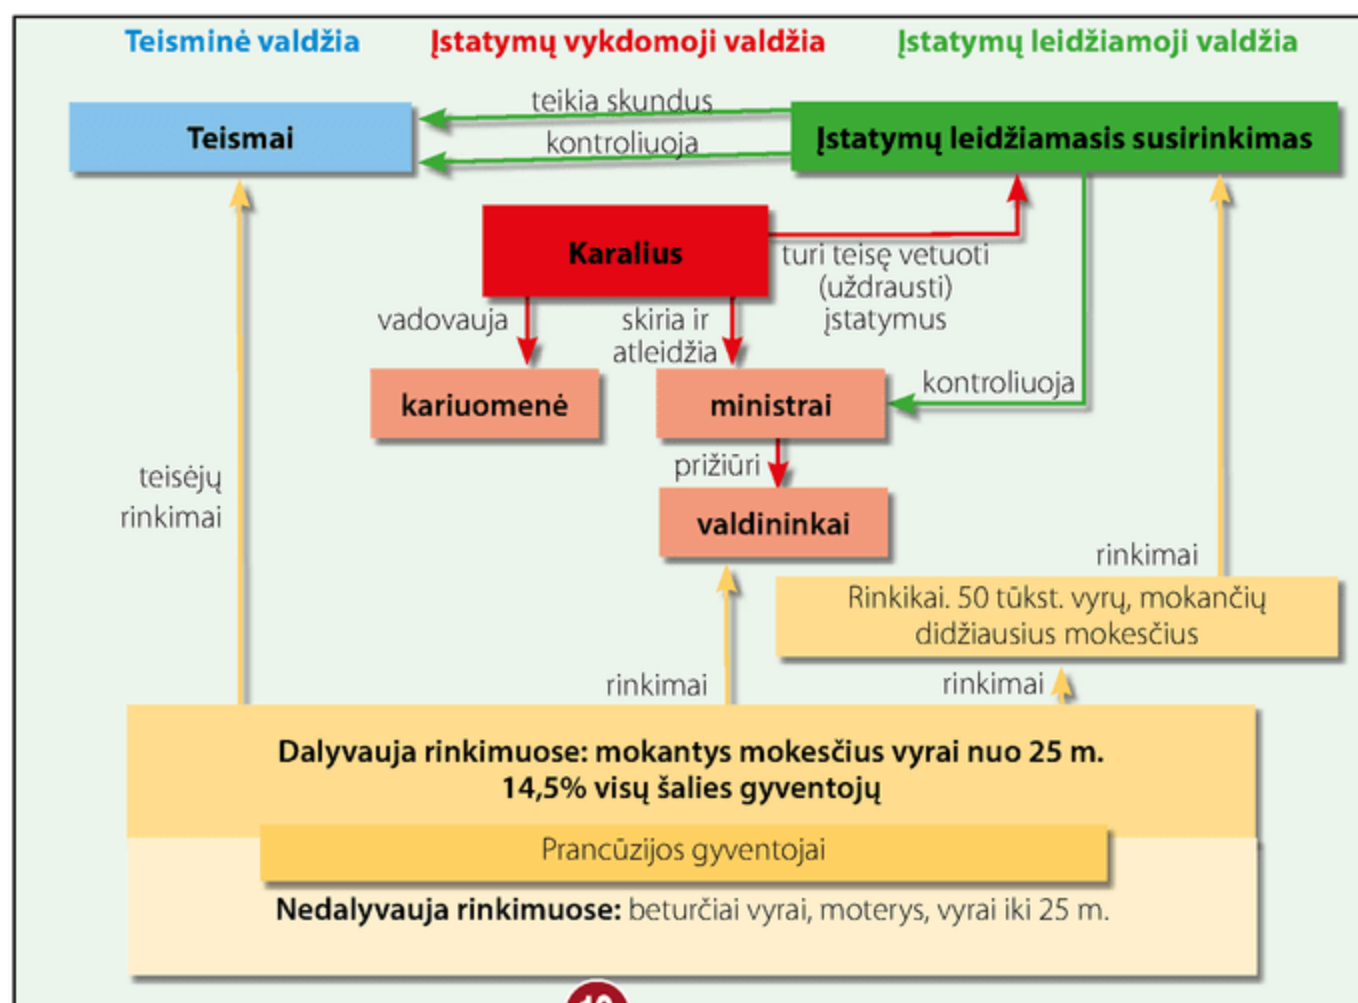 Teisminė valdžia
Įstatymų vykdomoji valdžia
Įstatymų leidžiamoji valdžia
teikia skundus
Teismai
kontroliuoja
Įstatymų leidžiamasis susirinkimas
Karalius
turi teisę vetuoti
(uždrausti)
įstatymus
vadovauja
skiria ir
atleidžia
kariuomenė
ministrai
kontroliuoja
prižiūri
teisėjų
rinkimai
valdininkai
rinkimai
Rinkikai. 50 tūkst. vyrų, mokančių
didžiausius mokesčius
rinkimai
rinkimai
Dalyvauja rinkimuose: mokantys mokesčius vyrai nuo 25 m.
14,5% visų šalies gyventojų
Prancūzijos gyventojai
Nedalyvauja rinkimuose: beturčiai vyrai, moterys, vyrai iki 25 m.